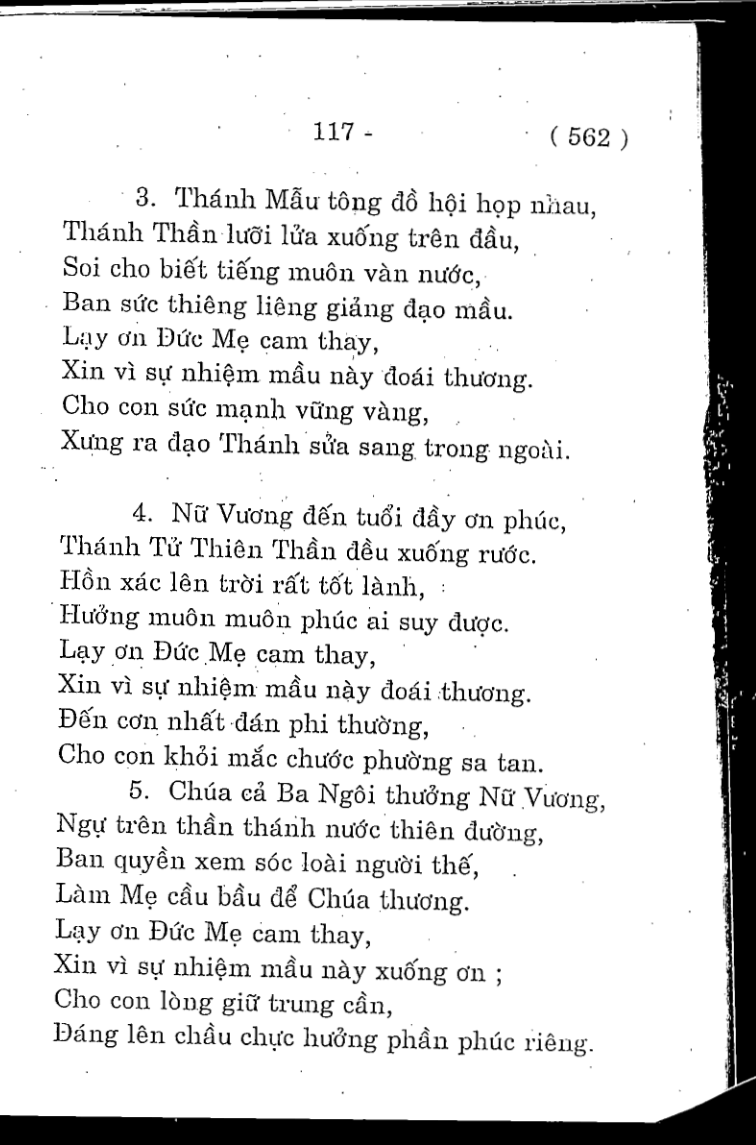 117 - ( 562 )
3. Thánh Mẫu tông đồ hội họp nhau,
Thánh Thần lưỡi lửa xuống trên đầu,
Soi cho biết tiếng muôn vàn nước,
Ban sức thiêng liêng giảng đạo mầu.
Lạy ơn Đức Mẹ cam thay,
Xin vì sự nhiệm mầu này đoái thương.
Cho con sức mạnh vững vàng,
Xưng ra đạo Thánh sửa sang trong ngoài.
4. Nữ Vương đến tuổi đầy ơn phúc,
Thánh Tử Thiên Thần đều xuống rước.
Hồn xác lên trời rất tốt lành,
Hưởng muôn muôn phúc ai suy được.
Lạy ơn Đức Mẹ cam thay,
Xin vì sự nhiệm mầu này đoái thương.
Đến cơn nhất đán phi thường,
Cho con khỏi mắc chước phường sa tan.
5. Chúa cả Ba Ngôi thưởng Nữ Vương,
Ngự trên thần thánh nước thiên đường,
Ban quyền xem sóc loài người thế,
Làm Mẹ cầu bầu để Chúa thương.
Lạy ơn Đức Mẹ cam thay,
Xin vì sự nhiệm mầu này xuống ơn ;
Cho con lòng giữ trung cần,
Đáng lên chầu chực hưởng phần phúc riêng.